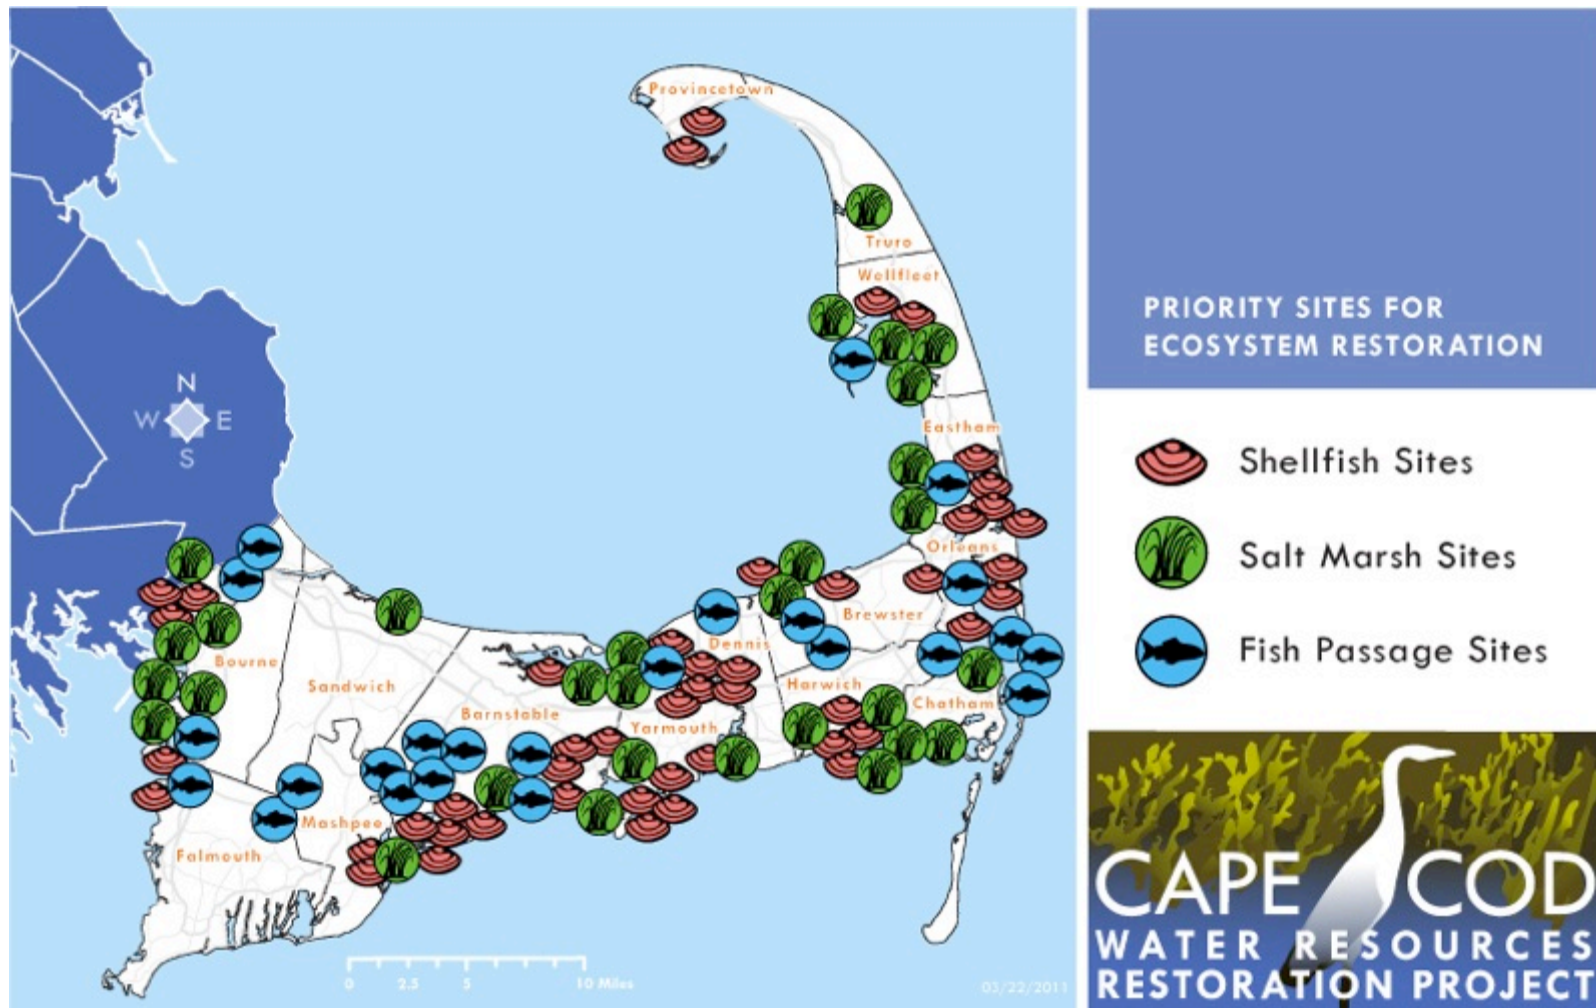 Provincetown
Truro
Wellfleet
N
W E
S
Eastham
Orleans
Brewster
Dennis
Bourne
Sandwich
Harwich
Chatham
Barnstable
Yarmouth
Mashpee
Falmouth
0 2.5 5 10 Miles
03/22/2011
PRIORITY SITES FOR
ECOSYSTEM RESTORATION
Shellfish Sites
Salt Marsh Sites
Fish Passage Sites
CAPE COD
WATER RESOURCES
RESTORATION PROJECT